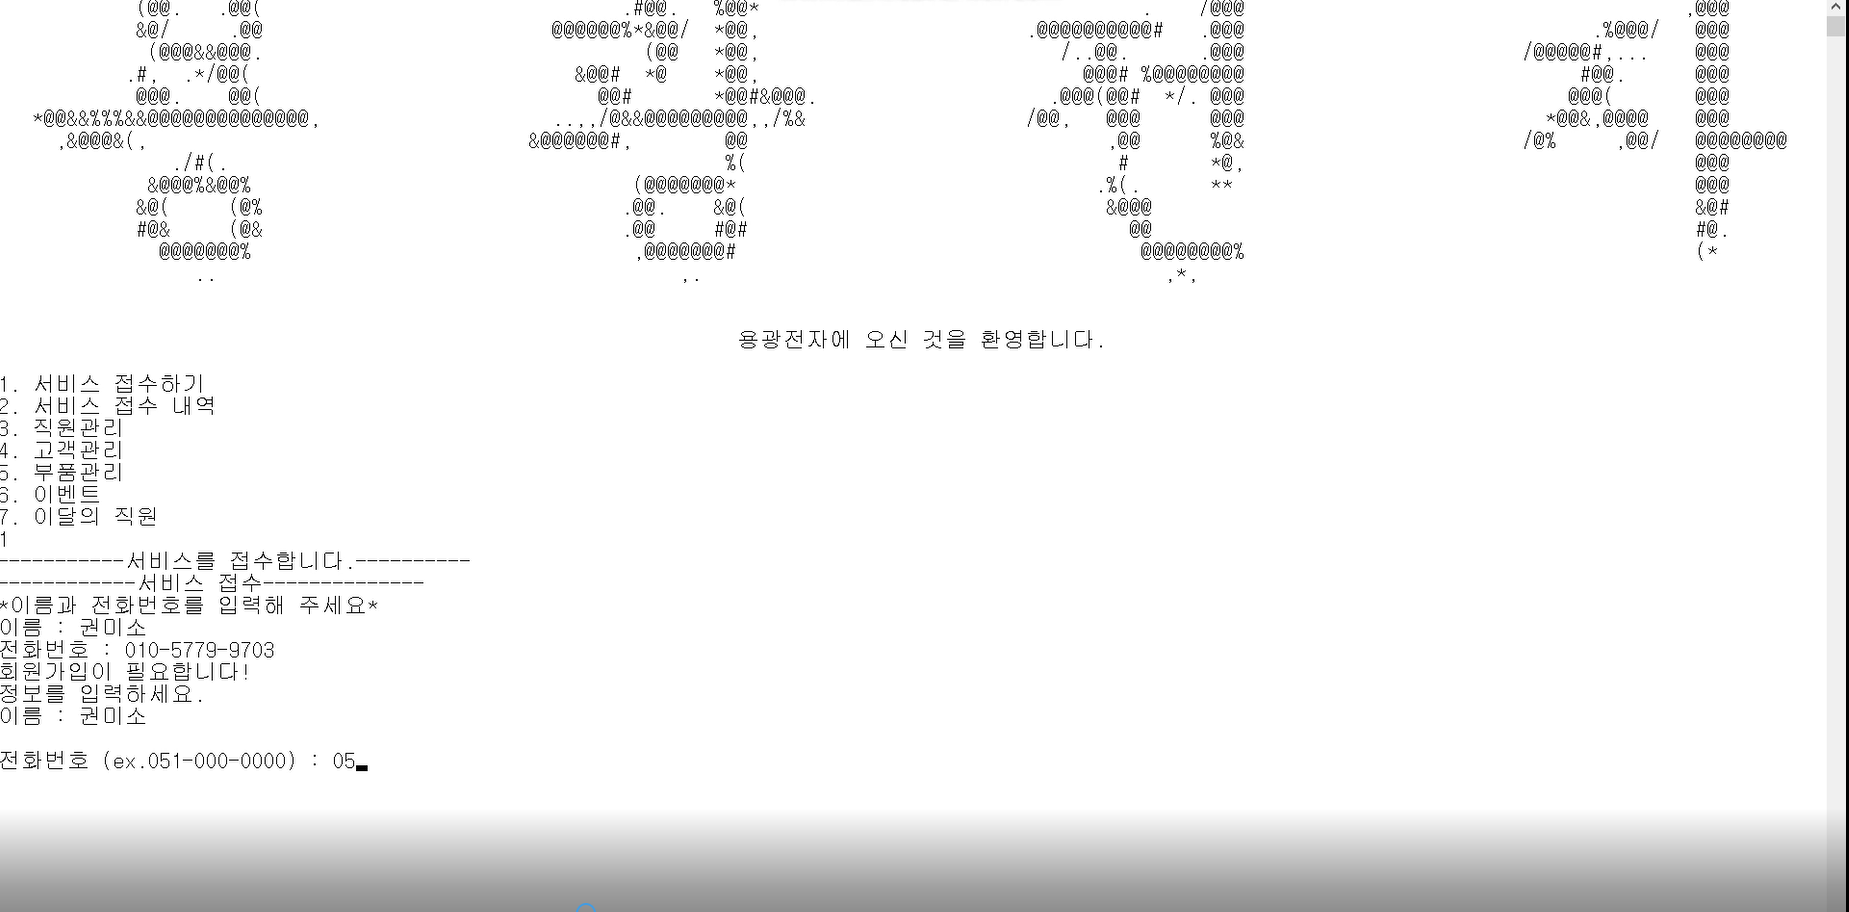 용광전자에 오신 것을 환영합니다.
1. 서비스 접수하기
2. 서비스 접수 내역
3. 직원관리
4. 고객관리
5. 부품관리
6. 이벤트
7. 이달의 직원
1
-----------서비스를 접수합니다.----------
------------서비스 접수--------------
*이름과 전화번호를 입력해 주세요*
이름 : 권미소
전화번호 : 010-5779-9703
회원가입이 필요합니다!
정보를 입력하세요.
이름 : 권미소
전화번호 (ex.051-000-0000) : 05